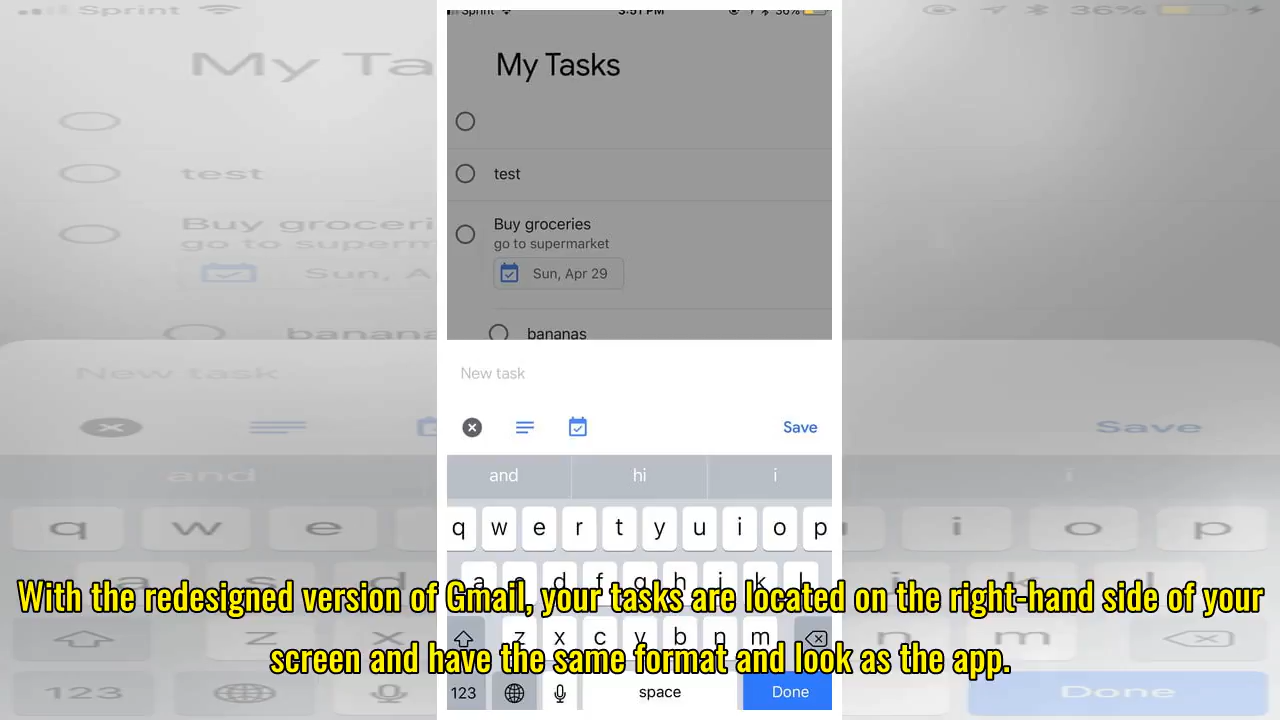 Sprint 3:51 PM 36%
My Tasks
test
Buy groceries
go to supermarket
Sun, Apr 29
bananas
New task
Save
and hi i
q w e r t y u i o p
a s d f g h j k l
With the redesigned version of Gmail, your tasks are located on the right-hand side of your
z x c v b n m
screen and have the same format and look as the app.
123 space Done